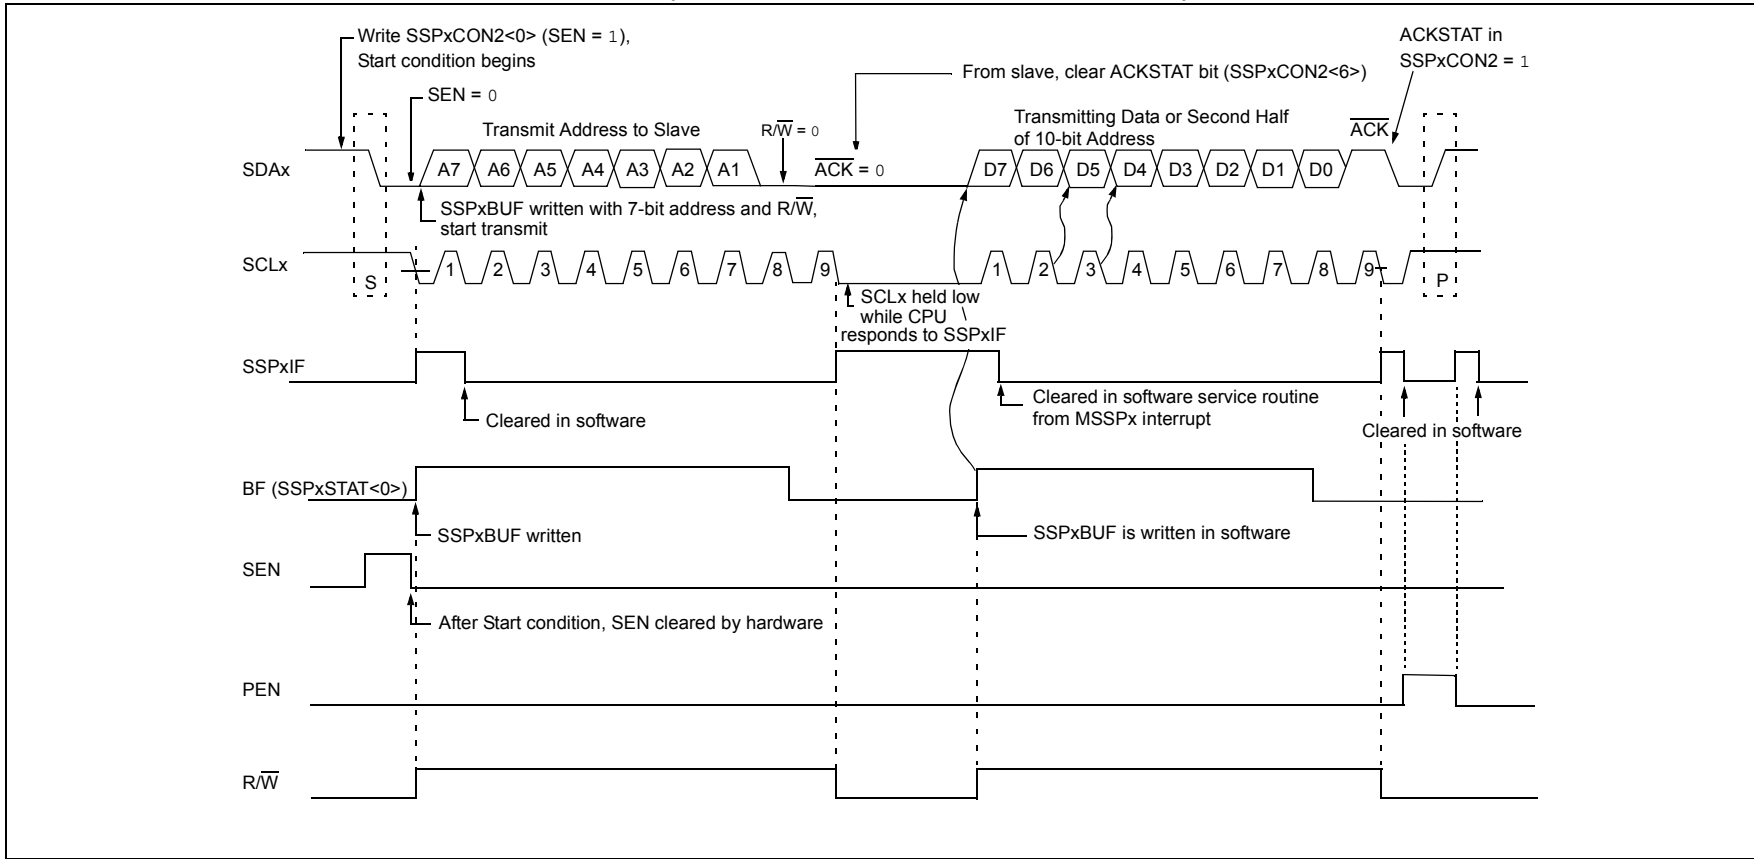 Write SSPxCON2<0> (SEN = 1),
Start condition begins
ACKSTAT in
SSPxCON2 = 1
From slave, clear ACKSTAT bit (SSPxCON2<6>)
SEN = 0
Transmit Address to Slave
R/W̅ = 0
Transmitting Data or Second Half
of 10-bit Address
A̅C̅K̅
SDAx
A7 A6 A5 A4 A3 A2 A1
A̅C̅K̅ = 0
D7 D6 D5 D4 D3 D2 D1 D0
SSPxBUF written with 7-bit address and R/W̅,
start transmit
SCLx
S
1 2 3 4 5 6 7 8 9
1 2 3 4 5 6 7 8 9
P
SCLx held low
while CPU
responds to SSPxIF
SSPxIF
Cleared in software
Cleared in software service routine
from MSSPx interrupt
Cleared in software
BF (SSPxSTAT<0>)
SSPxBUF written
SSPxBUF is written in software
SEN
After Start condition, SEN cleared by hardware
PEN
R/W̅